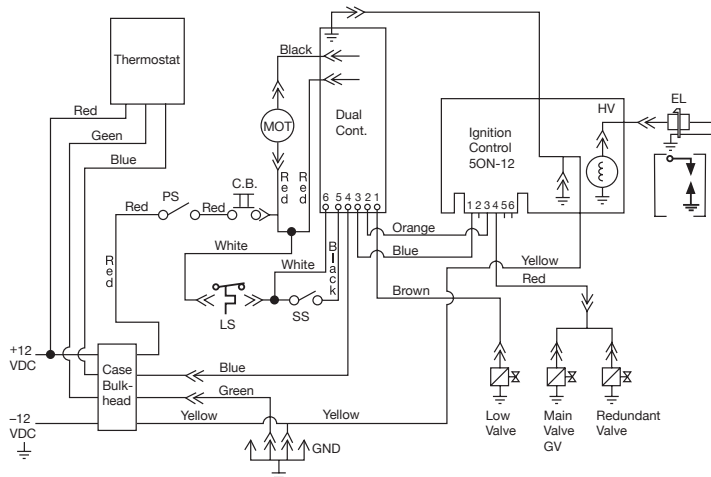 Thermostat
Red
Geen
Blue
Black
MOT
Red
Red
Dual
Cont.
6 5 4 3 2 1
HV
EL
Ignition
Control
5ON-12
1 2 3 4 5 6
PS
C.B.
Red
Red
Red
White
White
Black
LS
SS
Orange
Blue
Yellow
Red
Brown
+12
VDC
Case
Bulk-
head
Blue
Green
Yellow
Yellow
–12
VDC
GND
Low
Valve
Main
Valve
GV
Redundant
Valve